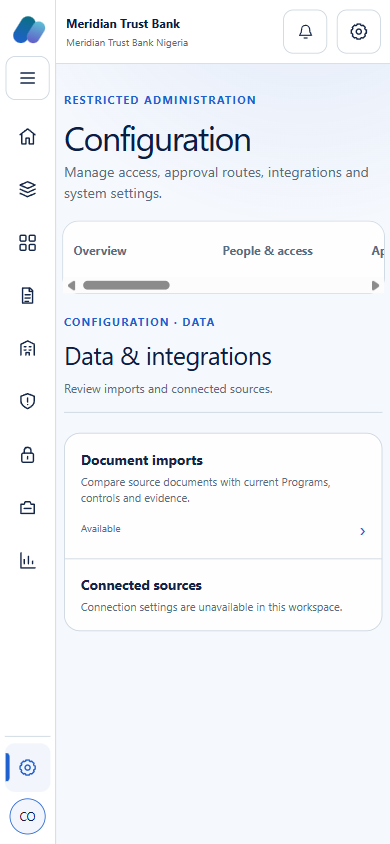 Meridian Trust Bank
Meridian Trust Bank Nigeria
RESTRICTED ADMINISTRATION
Configuration
Manage access, approval routes, integrations and
system settings.
Overview
People & access
Ap
CONFIGURATION · DATA
Data & integrations
Review imports and connected sources.
Document imports
Compare source documents with current Programs,
controls and evidence.
Available
Connected sources
Connection settings are unavailable in this workspace.
CO